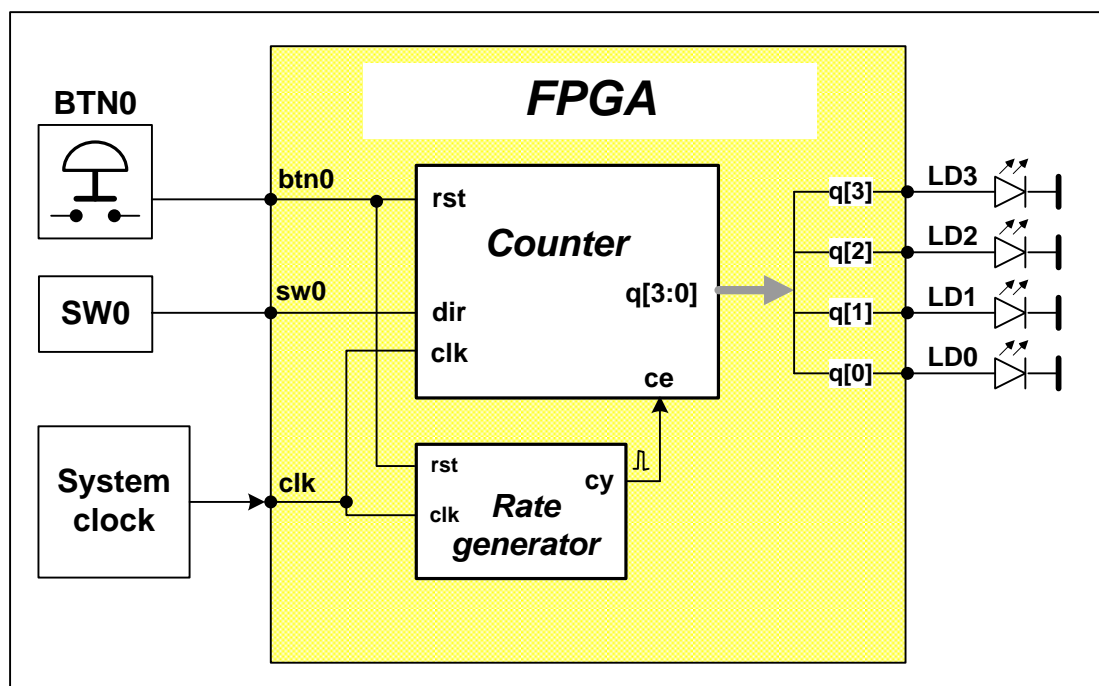 FPGA
BTN0
btn0
rst
Counter
q[3:0]
q[3]
LD3
q[2]
LD2
q[1]
LD1
q[0]
LD0
SW0
sw0
dir
clk
ce
System
clock
clk
rst
cy
clk
Rate
generator